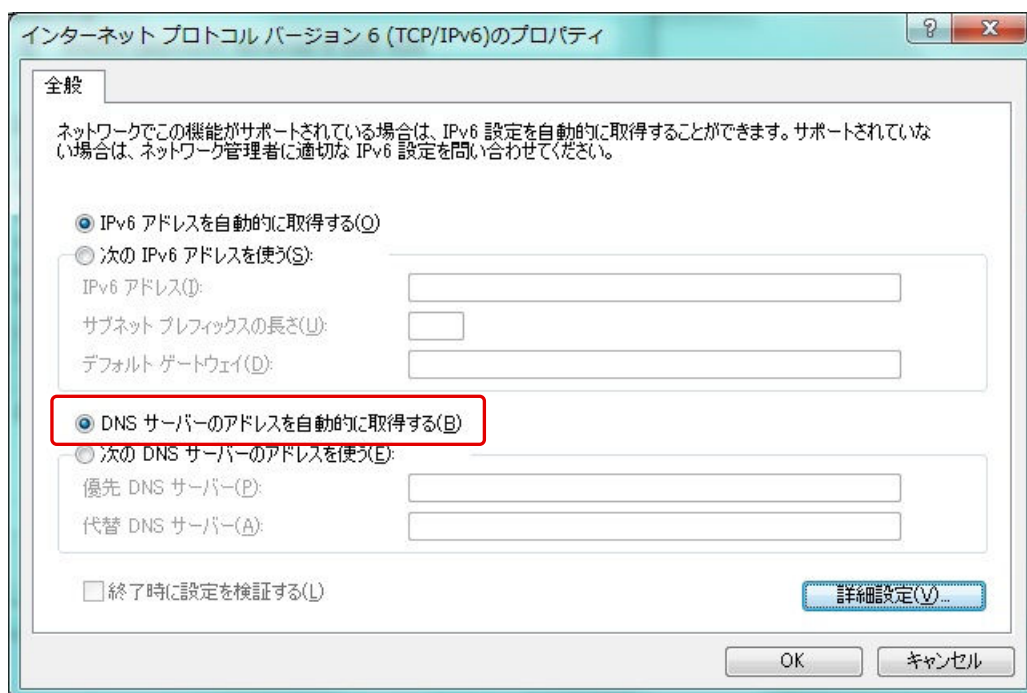 インターネット プロトコル バージョン 6 (TCP/IPv6)のプロパティ
全般
ネットワークでこの機能がサポートされている場合は、IPv6 設定を自動的に取得することができます。サポートされていな
い場合は、ネットワーク管理者に適切な IPv6 設定を問い合わせてください。
IPv6 アドレスを自動的に取得する(O)
次の IPv6 アドレスを使う(S):
IPv6 アドレス(I):
サブネット プレフィックスの長さ(U):
デフォルト ゲートウェイ(D):
DNS サーバーのアドレスを自動的に取得する(B)
次の DNS サーバーのアドレスを使う(E):
優先 DNS サーバー(P):
代替 DNS サーバー(A):
終了時に設定を検証する(L)
詳細設定(V)...
OK
キャンセル